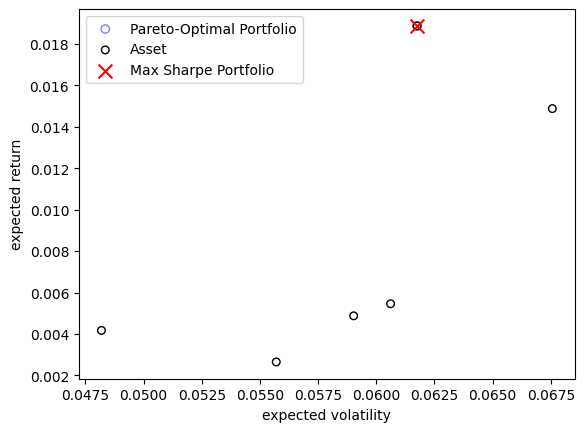 Pareto-Optimal Portfolio
Asset
Max Sharpe Portfolio
expected return
0.018
0.016
0.014
0.012
0.010
0.008
0.006
0.004
0.002
0.0475 0.0500 0.0525 0.0550 0.0575 0.0600 0.0625 0.0650 0.0675
expected volatility